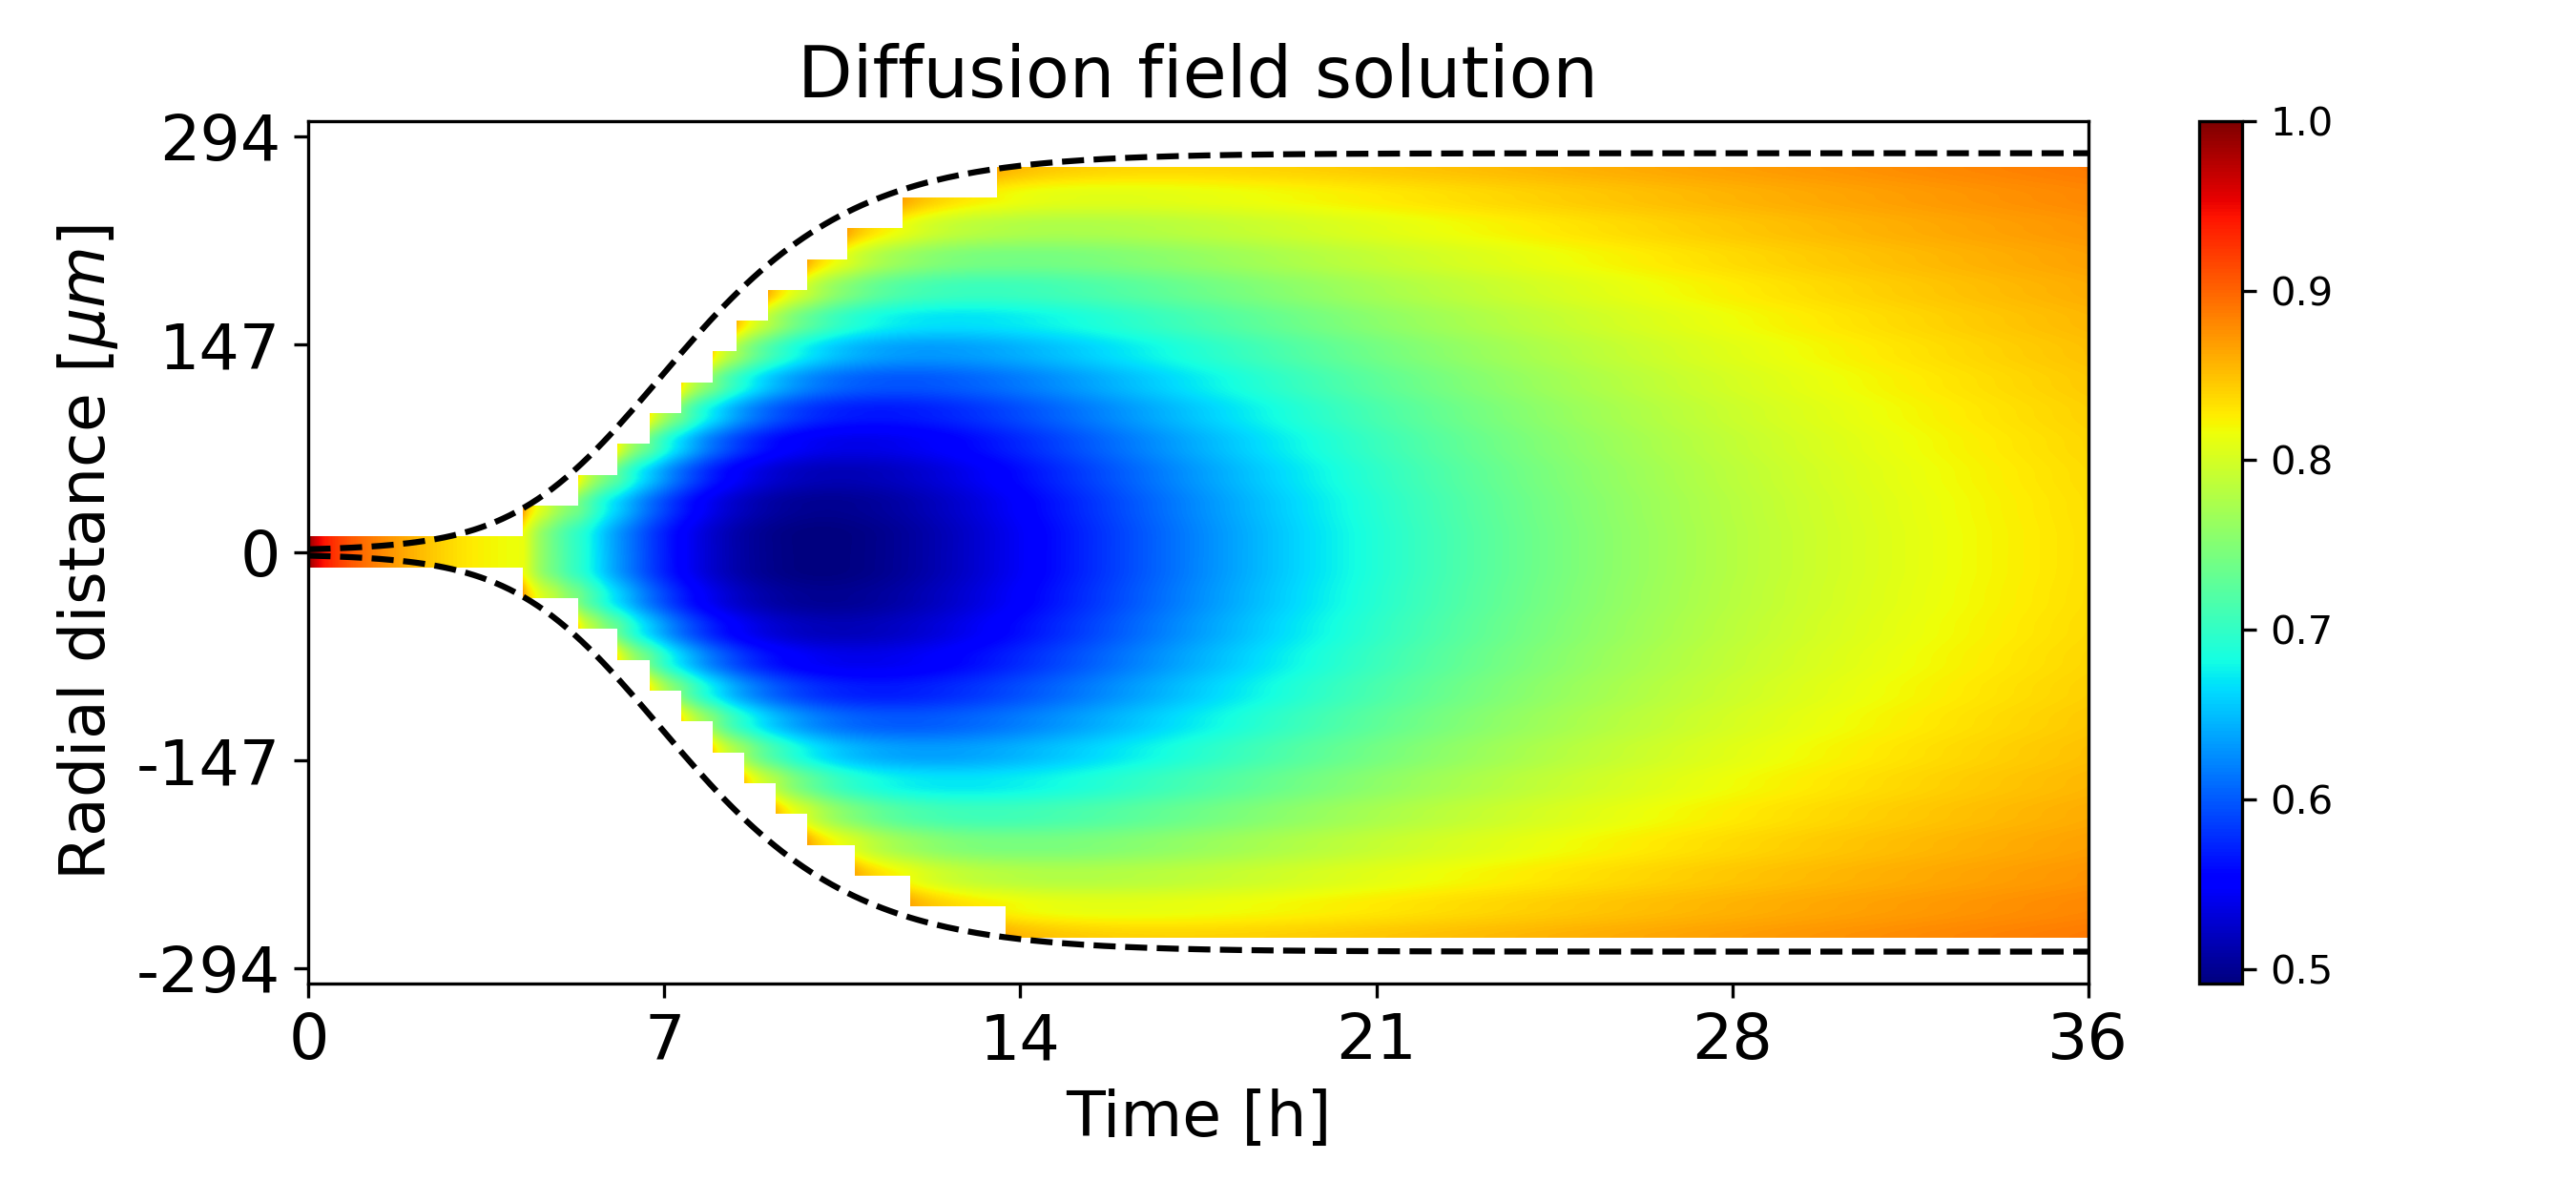 Diffusion field solution
Radial distance [μm]
294
147
0
-147
-294
0 7 14 21 28 36
Time [h]
1.0
0.9
0.8
0.7
0.6
0.5